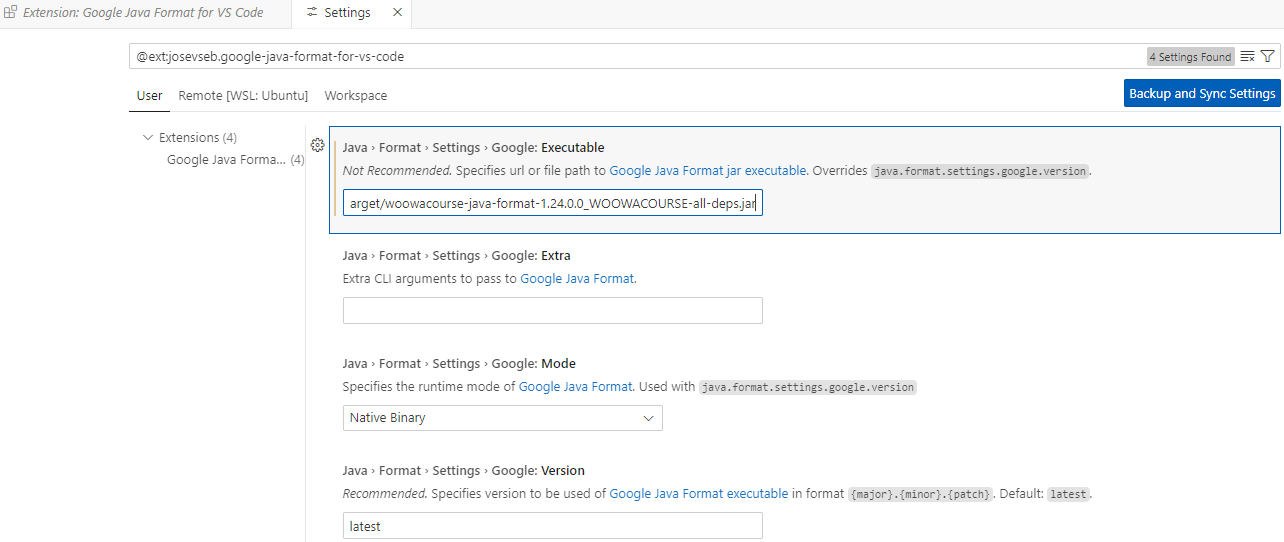 Extension: Google Java Format for VS Code
Settings
@ext:josevseb.google-java-format-for-vs-code
4 Settings Found
User
Remote [WSL: Ubuntu]
Workspace
Backup and Sync Settings
Extensions (4)
Google Java Forma... (4)
Java › Format › Settings › Google: Executable
Not Recommended. Specifies url or file path to Google Java Format jar executable. Overrides java.format.settings.google.version.
arget/woowacourse-java-format-1.24.0.0_WOOWACOURSE-all-deps.jar
Java › Format › Settings › Google: Extra
Extra CLI arguments to pass to Google Java Format.
Java › Format › Settings › Google: Mode
Specifies the runtime mode of Google Java Format. Used with java.format.settings.google.version
Native Binary
Java › Format › Settings › Google: Version
Recommended. Specifies version to be used of Google Java Format executable in format {major}.{minor}.{patch}. Default: latest.
latest